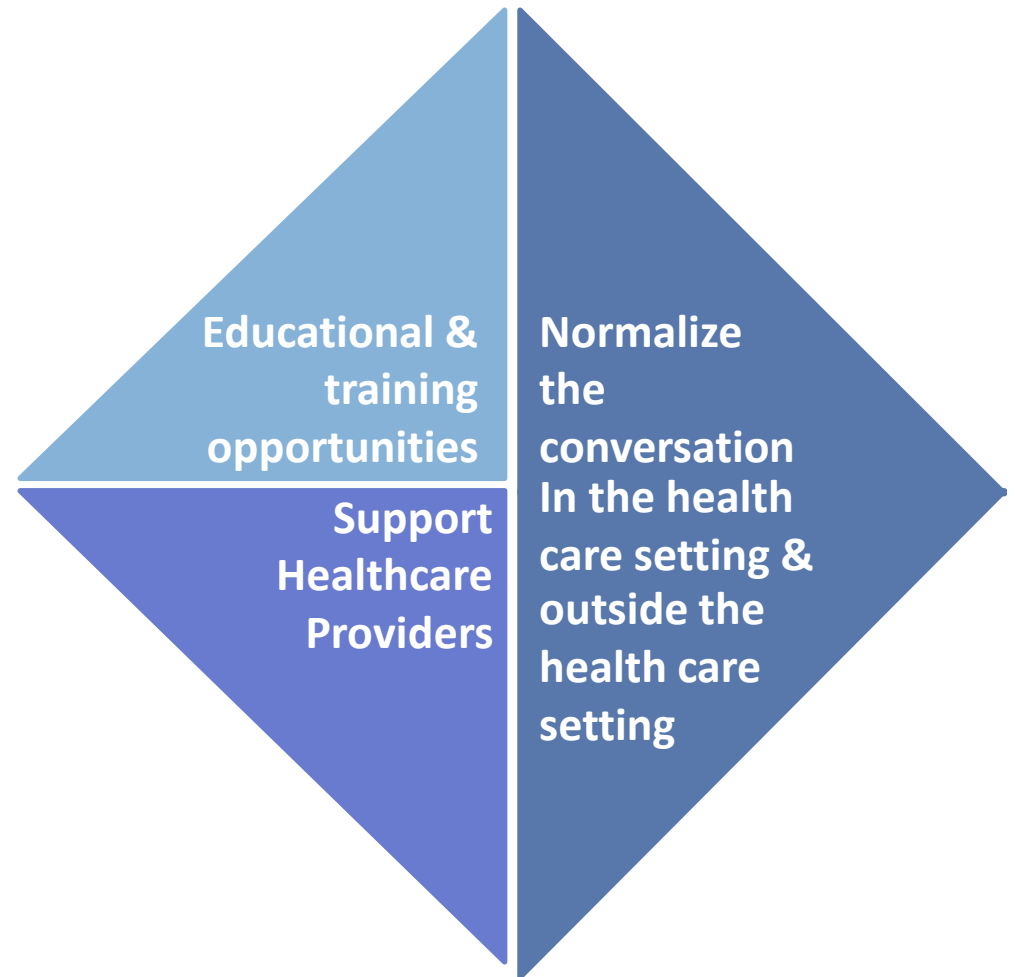 Educational &
training
opportunities
Support
Healthcare
Providers
Normalize
the
conversation
In the health
care setting &
outside the
health care
setting